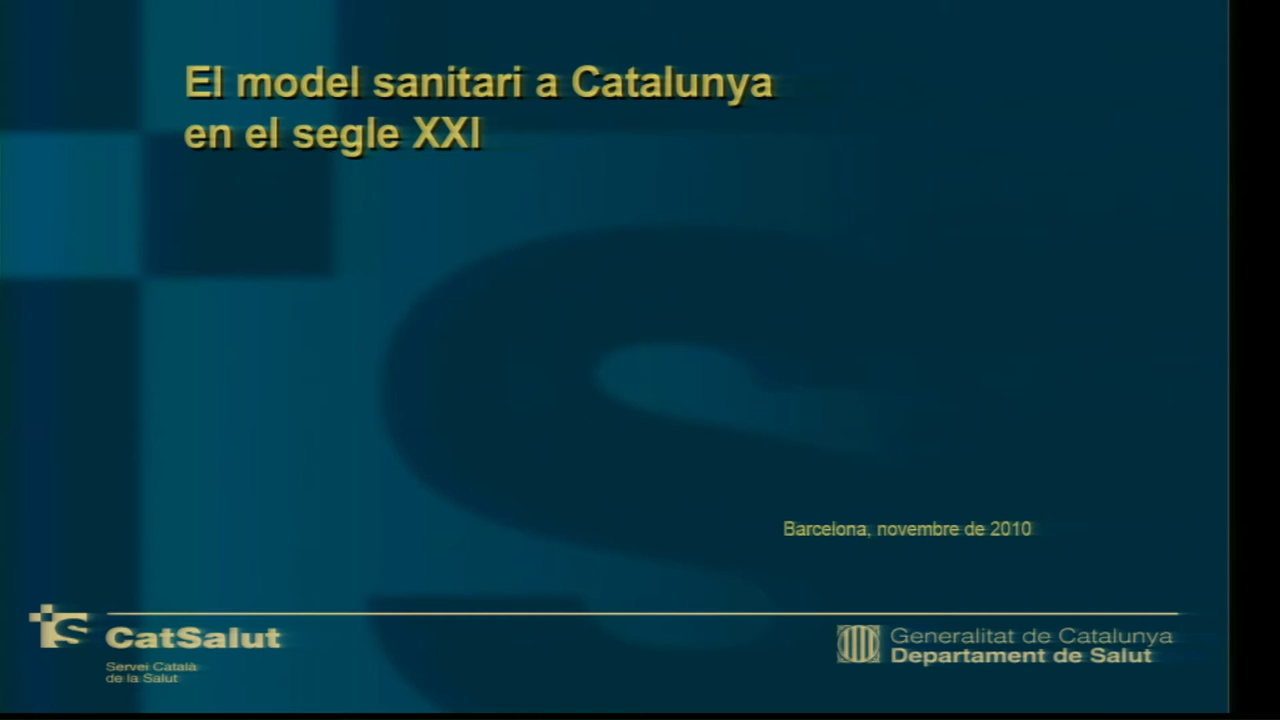 El model sanitari a Catalunya
en el segle XXI
Barcelona, novembre de 2010
CatSalut
Servei Català
de la Salut
Generalitat de Catalunya
Departament de Salut